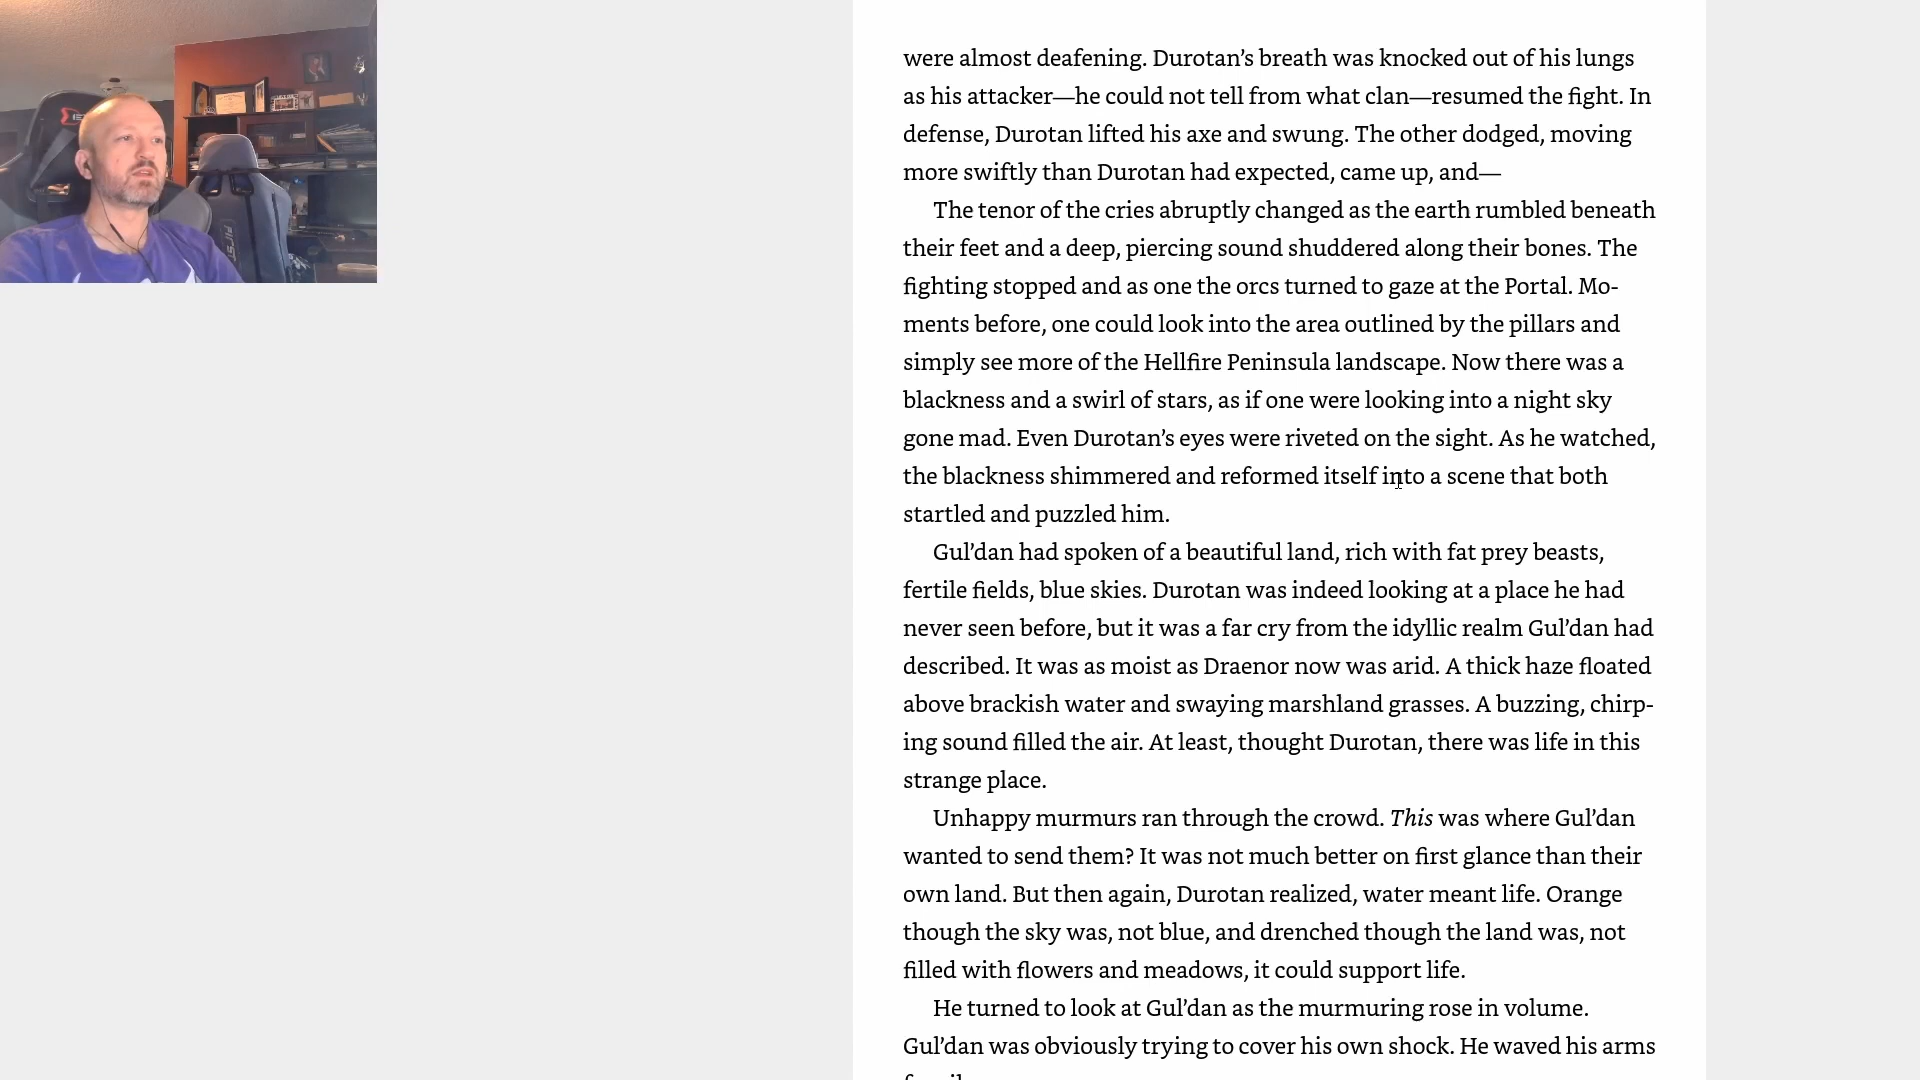 were almost deafening. Durotan’s breath was knocked out of his lungs
as his attacker—he could not tell from what clan—resumed the fight. In
defense, Durotan lifted his axe and swung. The other dodged, moving
more swiftly than Durotan had expected, came up, and—
The tenor of the cries abruptly changed as the earth rumbled beneath
their feet and a deep, piercing sound shuddered along their bones. The
fighting stopped and as one the orcs turned to gaze at the Portal. Mo-
ments before, one could look into the area outlined by the pillars and
simply see more of the Hellfire Peninsula landscape. Now there was a
blackness and a swirl of stars, as if one were looking into a night sky
gone mad. Even Durotan’s eyes were riveted on the sight. As he watched,
the blackness shimmered and reformed itself into a scene that both
startled and puzzled him.
Gul’dan had spoken of a beautiful land, rich with fat prey beasts,
fertile fields, blue skies. Durotan was indeed looking at a place he had
never seen before, but it was a far cry from the idyllic realm Gul’dan had
described. It was as moist as Draenor now was arid. A thick haze floated
above brackish water and swaying marshland grasses. A buzzing, chirp-
ing sound filled the air. At least, thought Durotan, there was life in this
strange place.
Unhappy murmurs ran through the crowd. This was where Gul’dan
wanted to send them? It was not much better on first glance than their
own land. But then again, Durotan realized, water meant life. Orange
though the sky was, not blue, and drenched though the land was, not
filled with flowers and meadows, it could support life.
He turned to look at Gul’dan as the murmuring rose in volume.
Gul’dan was obviously trying to cover his own shock. He waved his arms